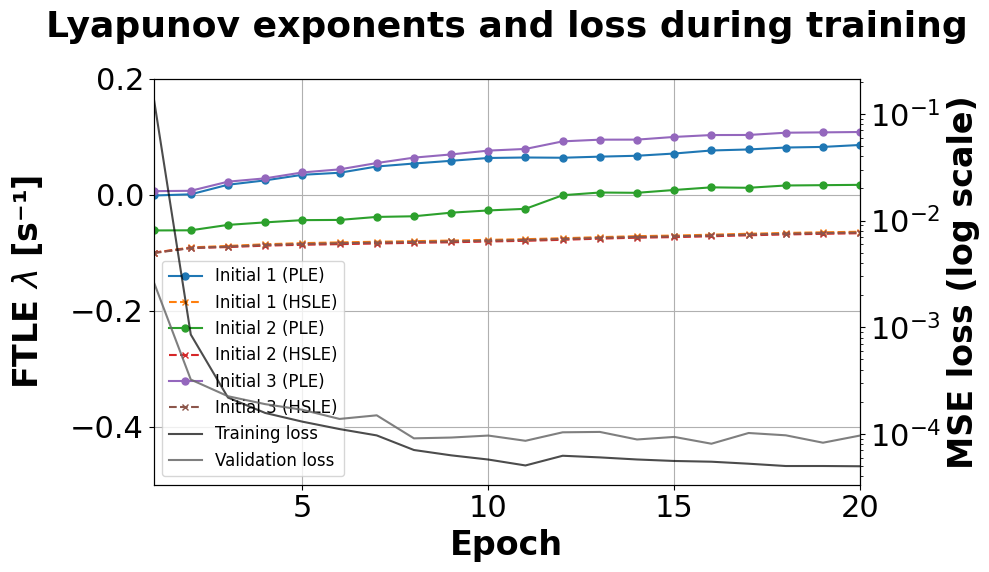 Lyapunov exponents and loss during training
FTLE λ [s⁻¹]
0.2
0.0
−0.2
−0.4
Initial 1 (PLE)
Initial 1 (HSLE)
Initial 2 (PLE)
Initial 2 (HSLE)
Initial 3 (PLE)
Initial 3 (HSLE)
Training loss
Validation loss
5
10
15
20
Epoch
10⁻¹
10⁻²
10⁻³
10⁻⁴
MSE loss (log scale)